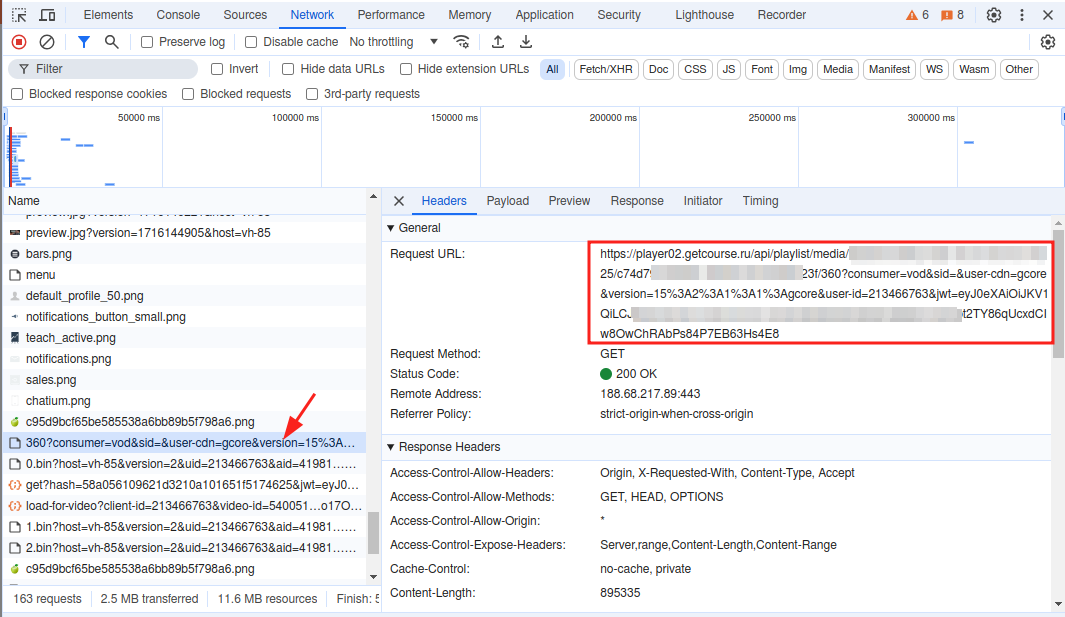 Elements Console Sources Network Performance Memory Application Security Lighthouse Recorder 6 8
Preserve log Disable cache No throttling
Filter Invert Hide data URLs Hide extension URLs All Fetch/XHR Doc CSS JS Font Img Media Manifest WS Wasm Other
Blocked response cookies Blocked requests 3rd-party requests
50000 ms 100000 ms 150000 ms 200000 ms 250000 ms 300000 ms
Name
preview.jpg?version=1716144905&host=vh-85
bars.png
menu
default_profile_50.png
notifications_button_small.png
teach_active.png
notifications.png
sales.png
chatium.png
c95d9bcf65be585538a6bb89b5f798a6.png
360?consumer=vod&sid=&user-cdn=gcore&version=15%3A...
0.bin?host=vh-85&version=2&uid=213466763&aid=41981......
get?hash=58a056109621d3210a101651f5174625&jwt=eyJ0...
load-for-video?client-id=213466763&video-id=540051...o17O...
1.bin?host=vh-85&version=2&uid=213466763&aid=41981......
2.bin?host=vh-85&version=2&uid=213466763&aid=41981......
c95d9bcf65be585538a6bb89b5f798a6.png
163 requests 2.5 MB transferred 11.6 MB resources Finish:
Headers Payload Preview Response Initiator Timing
General
Request URL: https://player02.getcourse.ru/api/playlist/media/
25/c74d7 23f/360?consumer=vod&sid=&user-cdn=gcore
&version=15%3A2%3A1%3A1%3Agcore&user-id=213466763&jwt=eyJ0eXAiOiJKV1
QiLC t2TY86qUcxdCl
w8OwChRAbPs84P7EB63Hs4E8
Request Method: GET
Status Code: 200 OK
Remote Address: 188.68.217.89:443
Referrer Policy: strict-origin-when-cross-origin
Response Headers
Access-Control-Allow-Headers: Origin, X-Requested-With, Content-Type, Accept
Access-Control-Allow-Methods: GET, HEAD, OPTIONS
Access-Control-Allow-Origin: *
Access-Control-Expose-Headers: Server,range,Content-Length,Content-Range
Cache-Control: no-cache, private
Content-Length: 895335